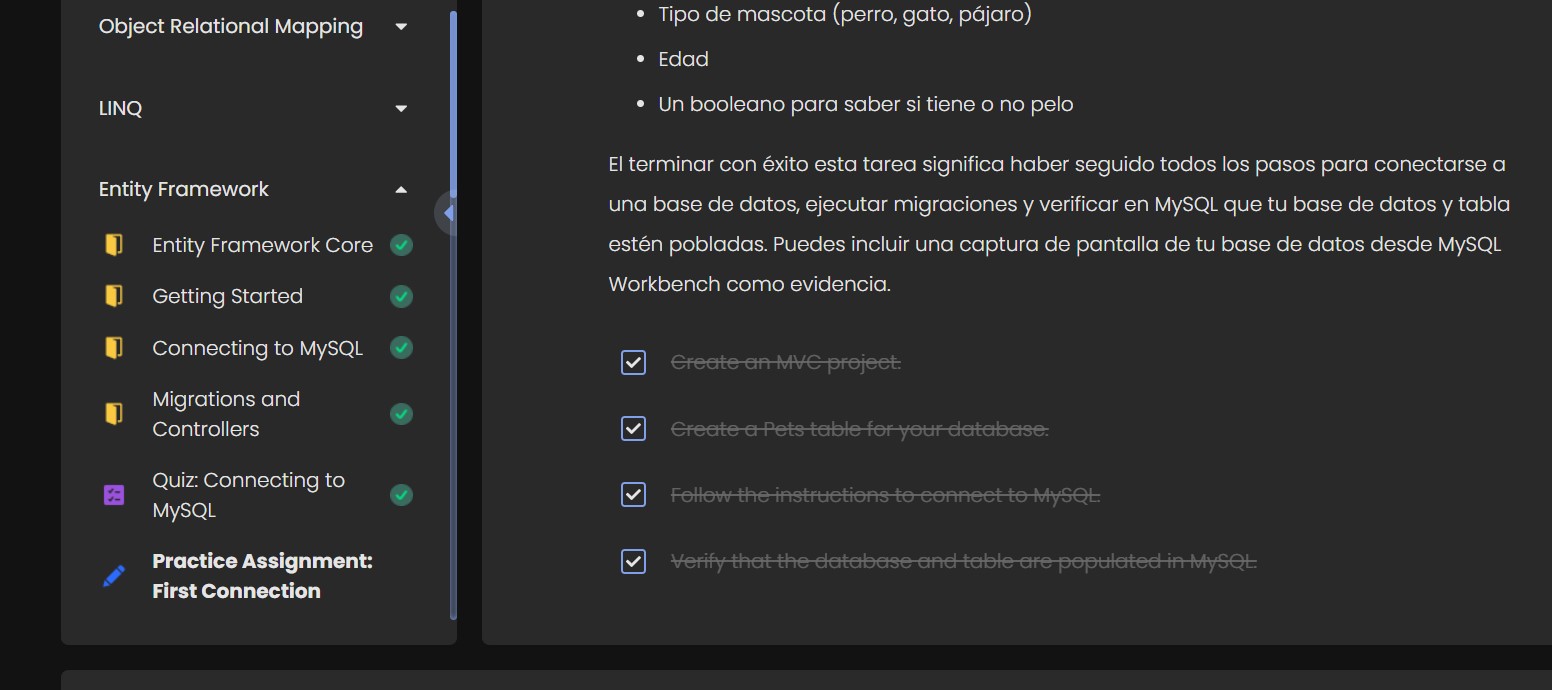 Object Relational Mapping
LINQ
Entity Framework
Entity Framework Core
Getting Started
Connecting to MySQL
Migrations and
Controllers
Quiz: Connecting to
MySQL
Practice Assignment:
First Connection
Tipo de mascota (perro, gato, pájaro)
Edad
Un booleano para saber si tiene o no pelo
El terminar con éxito esta tarea significa haber seguido todos los pasos para conectarse a
una base de datos, ejecutar migraciones y verificar en MySQL que tu base de datos y tabla
estén pobladas. Puedes incluir una captura de pantalla de tu base de datos desde MySQL
Workbench como evidencia.
Create an MVC project.
Create a Pets table for your database.
Follow the instructions to connect to MySQL.
Verify that the database and table are populated in MySQL.